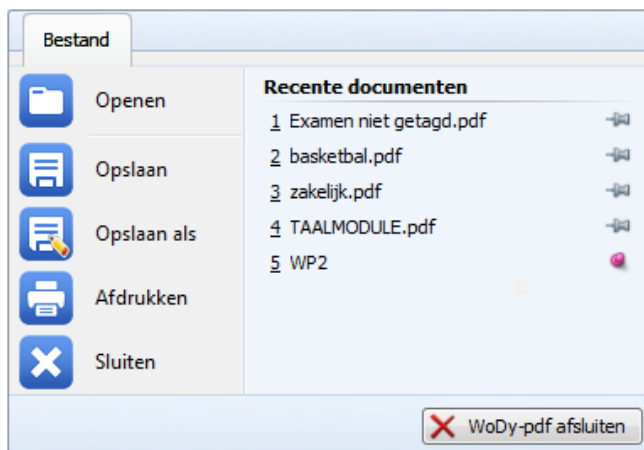 Bestand
Openen
Opslaan
Opslaan als
Afdrukken
Sluiten
Recente documenten
1 Examen niet getagd.pdf
2 basketbal.pdf
3 zakelijk.pdf
4 TAALMODULE.pdf
5 WP2
WoDy-pdf afsluiten